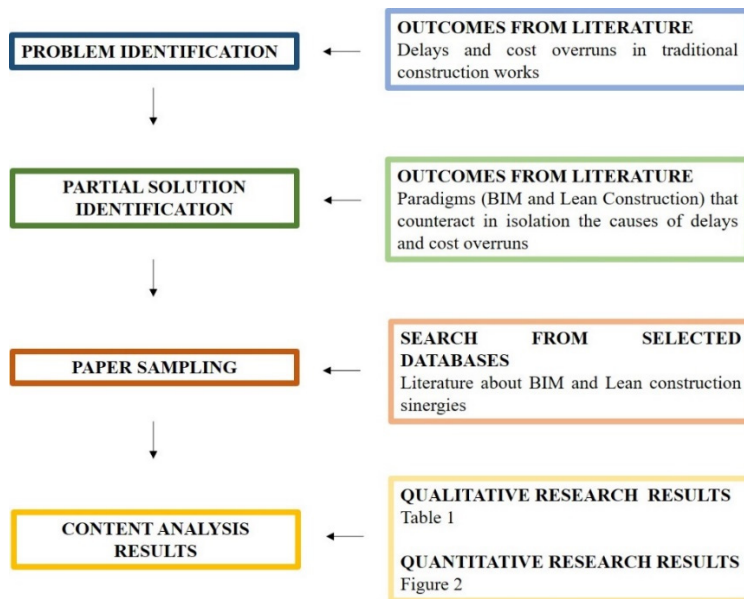 PROBLEM IDENTIFICATION
OUTCOMES FROM LITERATURE
Delays and cost overruns in traditional
construction works
PARTIAL SOLUTION
IDENTIFICATION
OUTCOMES FROM LITERATURE
Paradigms (BIM and Lean Construction) that
counteract in isolation the causes of delays
and cost overruns
PAPER SAMPLING
SEARCH FROM SELECTED
DATABASES
Literature about BIM and Lean construction
sinergies
CONTENT ANALYSIS
RESULTS
QUALITATIVE RESEARCH RESULTS
Table 1
QUANTITATIVE RESEARCH RESULTS
Figure 2